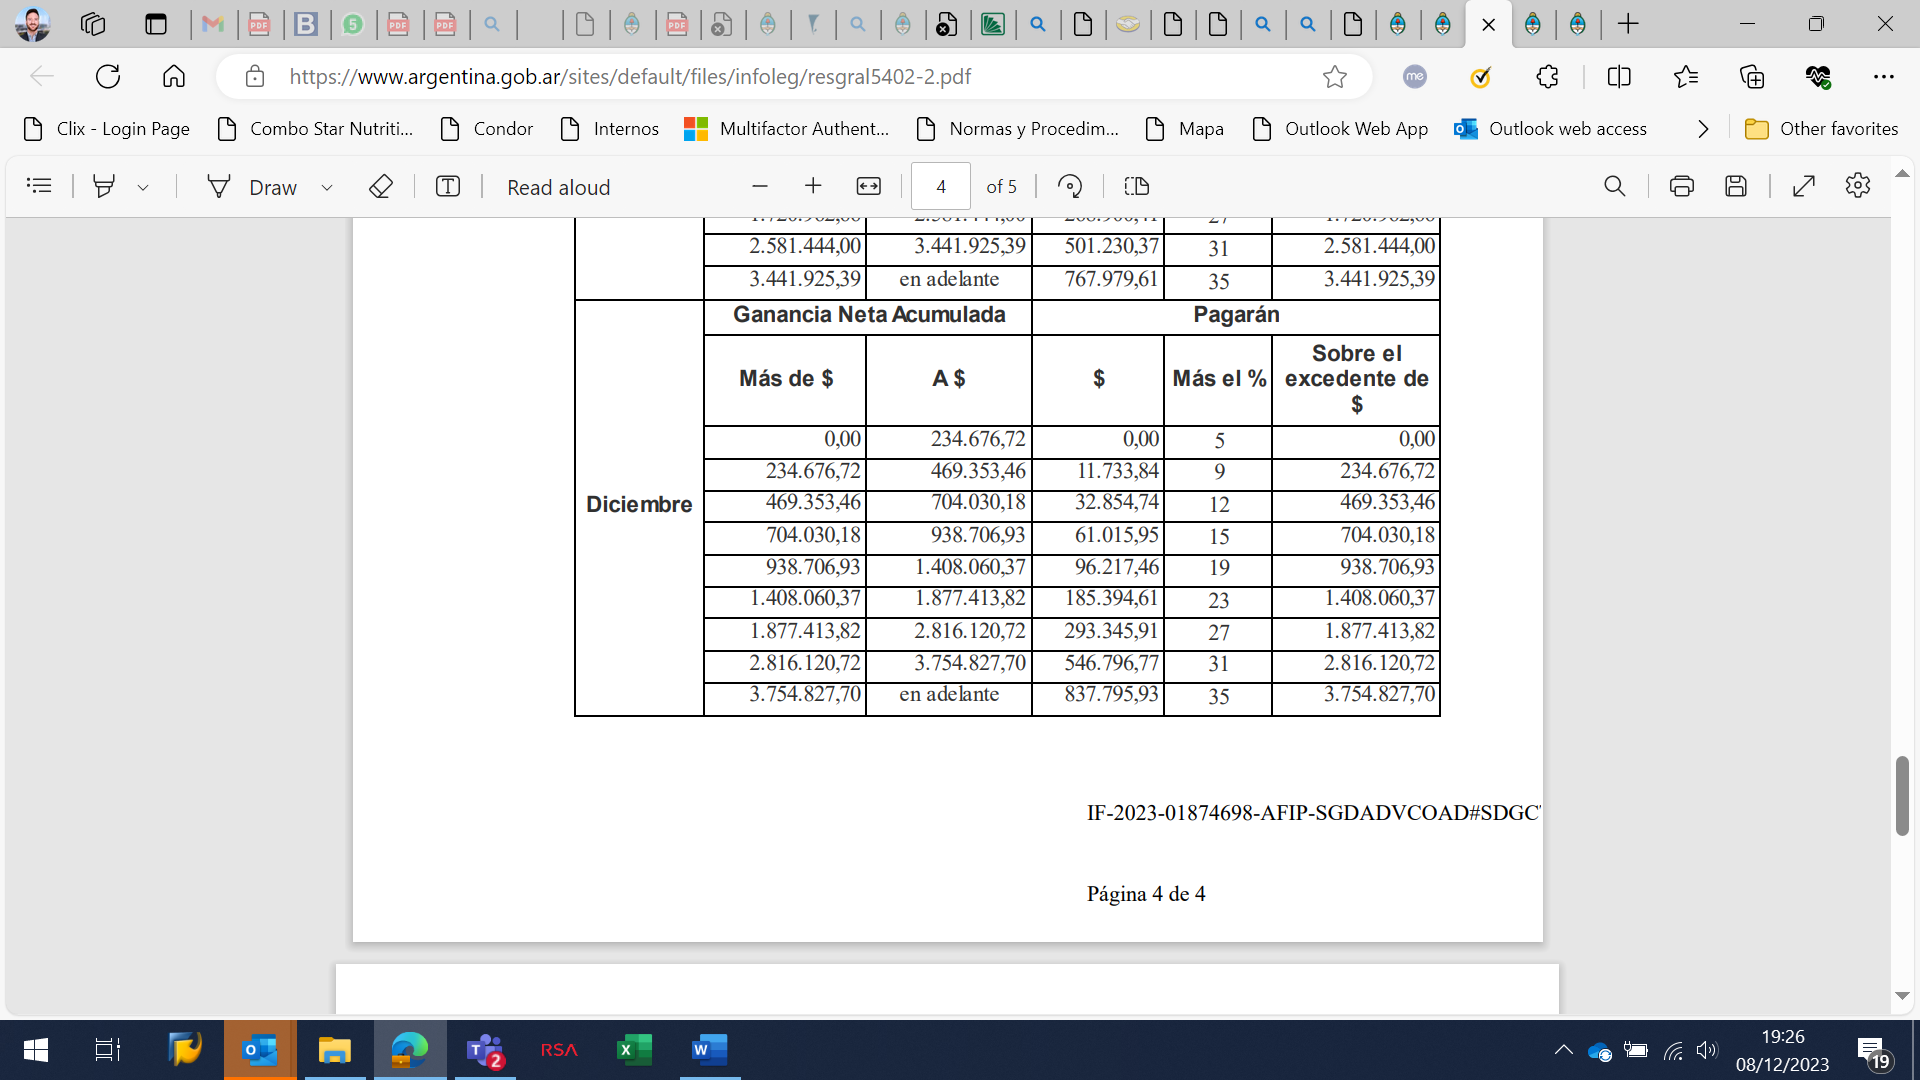 https://www.argentina.gob.ar/sites/default/files/infoleg/resgral5402-2.pdf
Clix - Login Page Combo Star Nutriti... Condor Internos Multifactor Authent... Normas y Procedim... Mapa Outlook Web App Outlook web access Other favorites
Draw Read aloud 4 of 5
2.581.444,00 3.441.925,39 501.230,37 31 2.581.444,00
3.441.925,39 en adelante 767.979,61 35 3.441.925,39
Ganancia Neta Acumulada Pagarán
Más de $ A $ $ Más el % Sobre el excedente de $
0,00 234.676,72 0,00 5 0,00
234.676,72 469.353,46 11.733,84 9 234.676,72
Diciembre 469.353,46 704.030,18 32.854,74 12 469.353,46
704.030,18 938.706,93 61.015,95 15 704.030,18
938.706,93 1.408.060,37 96.217,46 19 938.706,93
1.408.060,37 1.877.413,82 185.394,61 23 1.408.060,37
1.877.413,82 2.816.120,72 293.345,91 27 1.877.413,82
2.816.120,72 3.754.827,70 546.796,77 31 2.816.120,72
3.754.827,70 en adelante 837.795,93 35 3.754.827,70
IF-2023-01874698-AFIP-SGDADVCOAD#SDGC
Página 4 de 4
RSA
19:26
08/12/2023
19